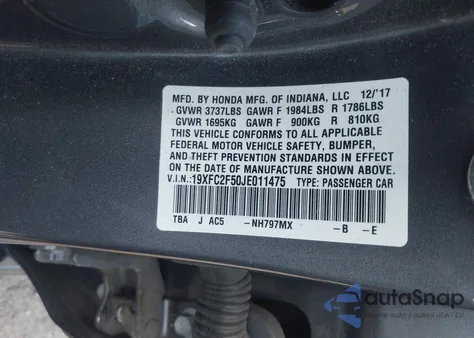 MFD. BY HONDA MFG. OF INDIANA, LLC 12/'17
GVWR 3737LBS GAWR F 1984LBS R 1786LBS
GVWR 1695KG GAWR F 900KG R 810KG
THIS VEHICLE CONFORMS TO ALL APPLICABLE
FEDERAL MOTOR VEHICLE SAFETY, BUMPER,
AND THEFT PREVENTION STANDARDS IN EFFECT
ON THE DATE OF MANUFACTURE SHOWN ABOVE.
V.I.N.: 19XFC2F50JE011475 TYPE: PASSENGER CAR
TBA J AC5 -NH797MX -B -E
autoSnap